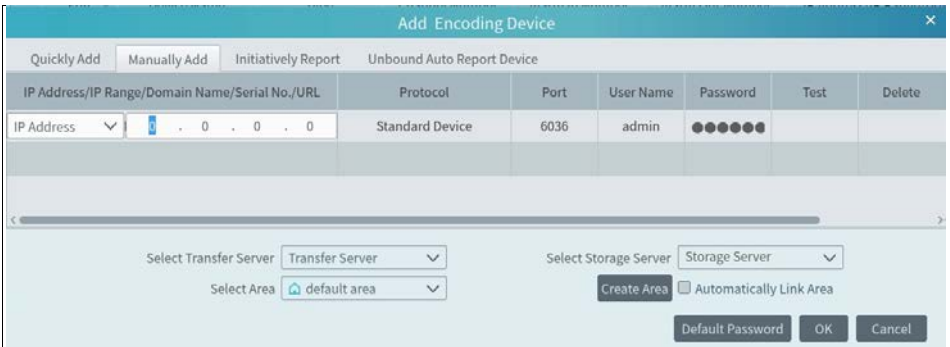 Add Encoding Device ×
Quickly Add Manually Add Initiatively Report Unbound Auto Report Device
IP Address/IP Range/Domain Name/Serial No./URL Protocol Port User Name Password Test Delete
IP Address 0 . 0 . 0 . 0 Standard Device 6036 admin ●●●●●●
Select Transfer Server Transfer Server Select Storage Server Storage Server
Select Area default area Create Area Automatically Link Area
Default Password OK Cancel